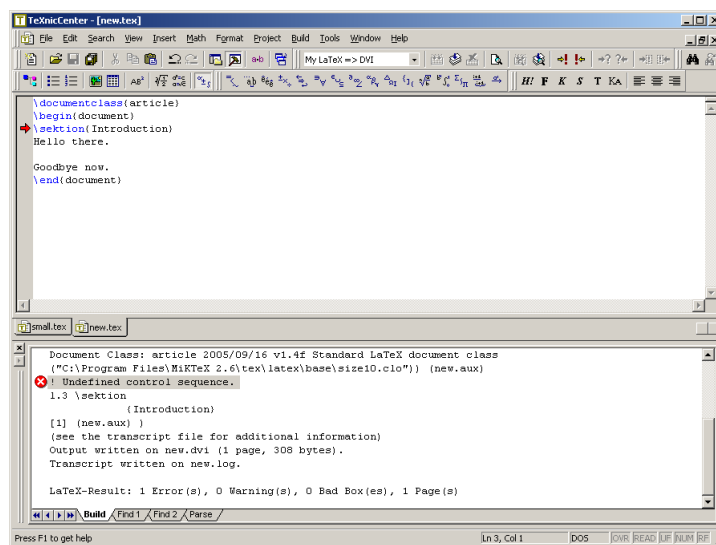 TeXnicCenter - [new.tex]
File Edit Search View Insert Math Format Project Build Tools Window Help
My LaTeX => DVI
H! F K S T KA
\documentclass{article}
\begin{document}
\sektion{Introduction}
Hello there.
Goodbye now.
\end{document}
small.tex new.tex
Document Class: article 2005/09/16 v1.4f Standard LaTeX document class
("C:\Program Files\MiKTeX 2.6\tex\latex\base\size10.clo")) (new.aux)
! Undefined control sequence.
l.3 \sektion
{Introduction}
[1] (new.aux) )
(see the transcript file for additional information)
Output written on new.dvi (1 page, 308 bytes).
Transcript written on new.log.
LaTeX-Result: 1 Error(s), 0 Warning(s), 0 Bad Box(es), 1 Page(s)
Build Find 1 Find 2 Parse
Press F1 to get help Ln 3, Col 1 DOS OVR READ UF NUM RF